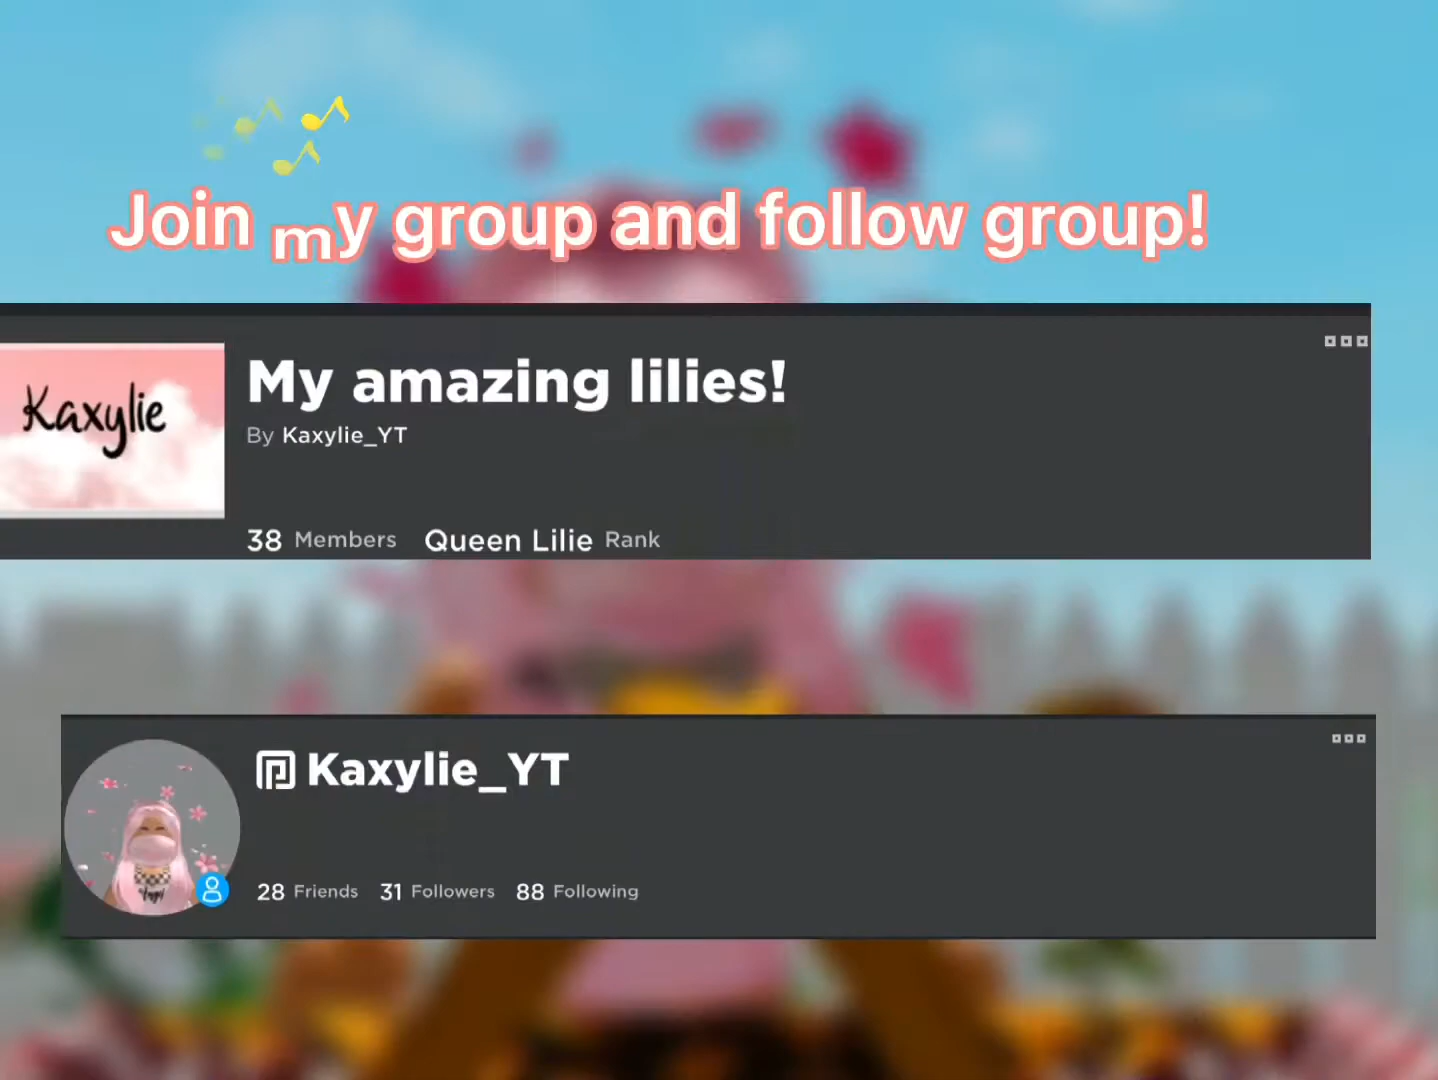 Join my group and follow group!
Kaxylie
My amazing lilies!
By Kaxylie_YT
38 Members Queen Lilie Rank
Kaxylie_YT
28 Friends 31 Followers 88 Following